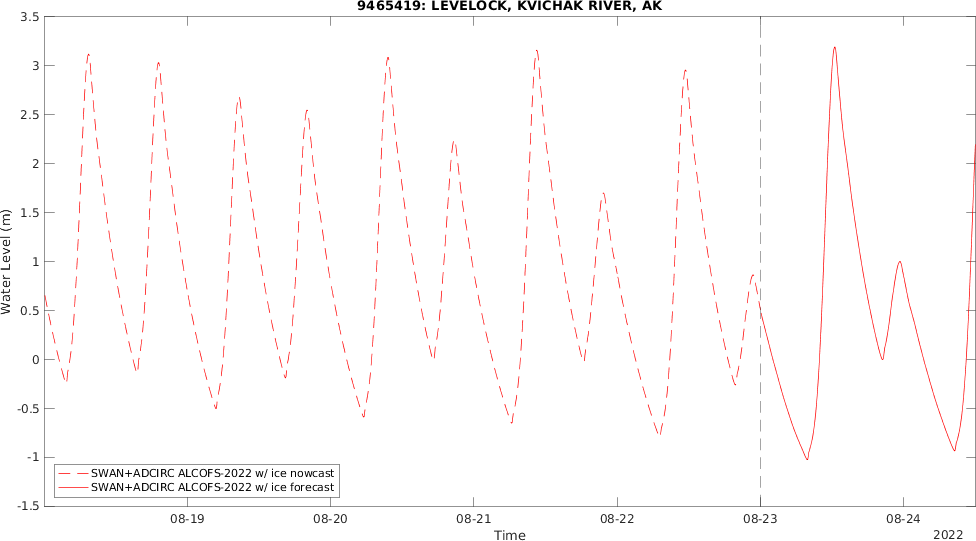 9465419: LEVELOCK, KVICHAK RIVER, AK
3.5
3
2.5
2
1.5
1
0.5
0
-0.5
-1
-1.5
Water Level (m)
SWAN+ADCIRC ALCOFS-2022 w/ ice nowcast
SWAN+ADCIRC ALCOFS-2022 w/ ice forecast
08-19 08-20 08-21 08-22 08-23 08-24
Time
2022